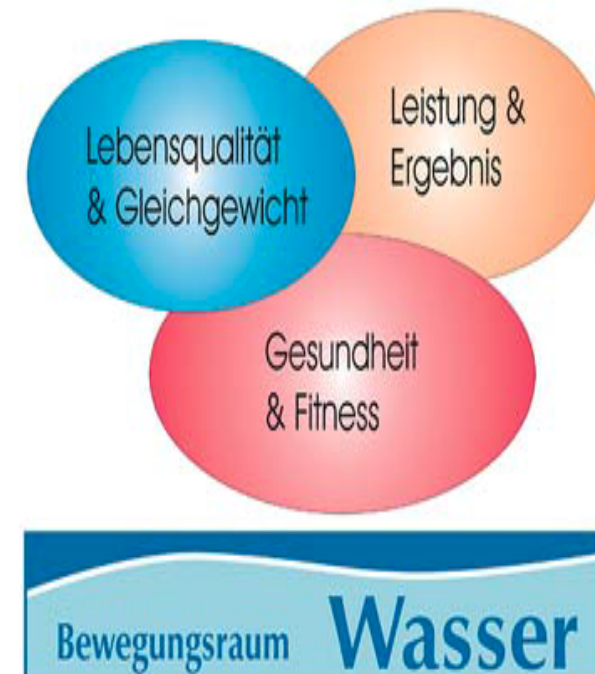 Lebensqualität
& Gleichgewicht
Leistung &
Ergebnis
Gesundheit
& Fitness
Bewegungsraum Wasser